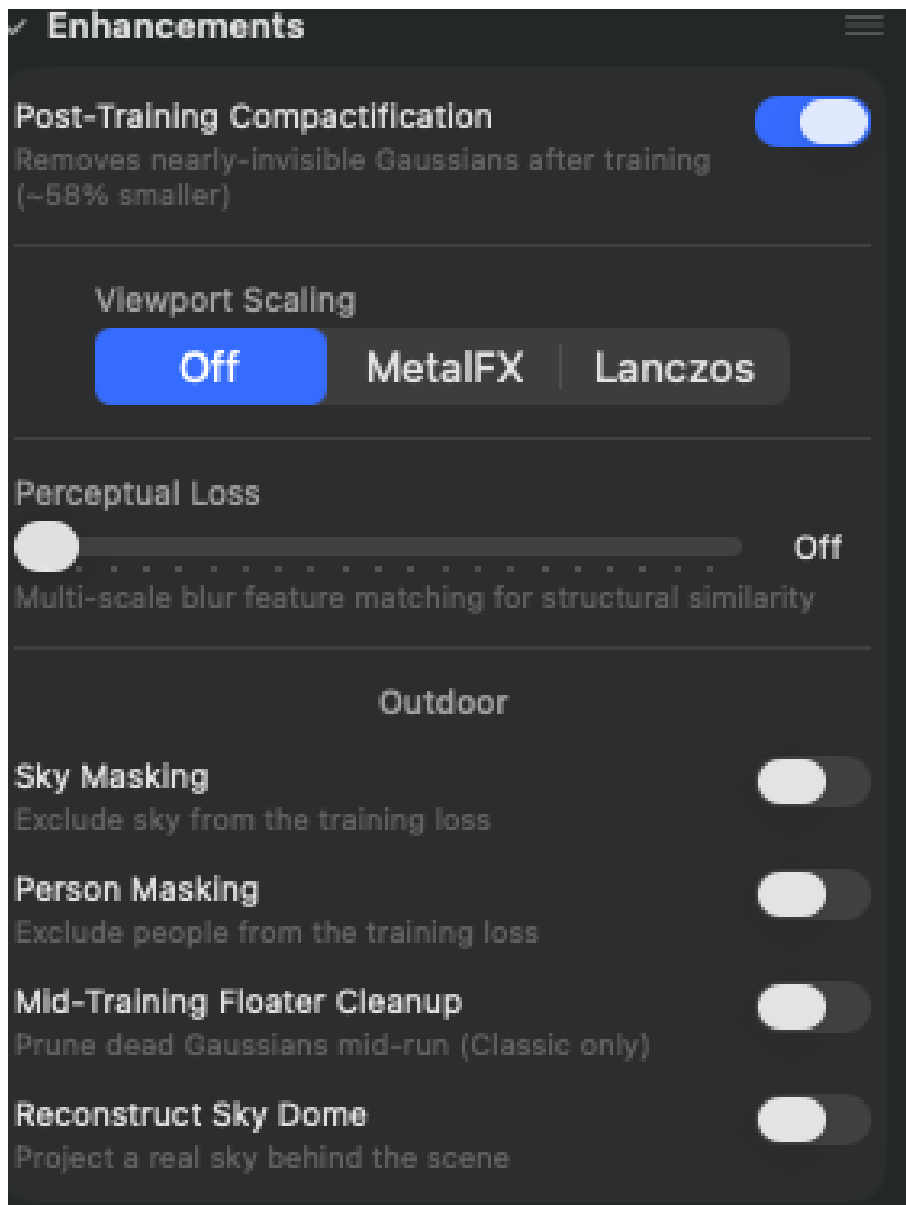 Enhancements
Post-Training Compactification
Removes nearly-invisible Gaussians after training
(~58% smaller)
Viewport Scaling
Off MetalFX Lanczos
Perceptual Loss
Off
Multi-scale blur feature matching for structural similarity
Outdoor
Sky Masking
Exclude sky from the training loss
Person Masking
Exclude people from the training loss
Mid-Training Floater Cleanup
Prune dead Gaussians mid-run (Classic only)
Reconstruct Sky Dome
Project a real sky behind the scene